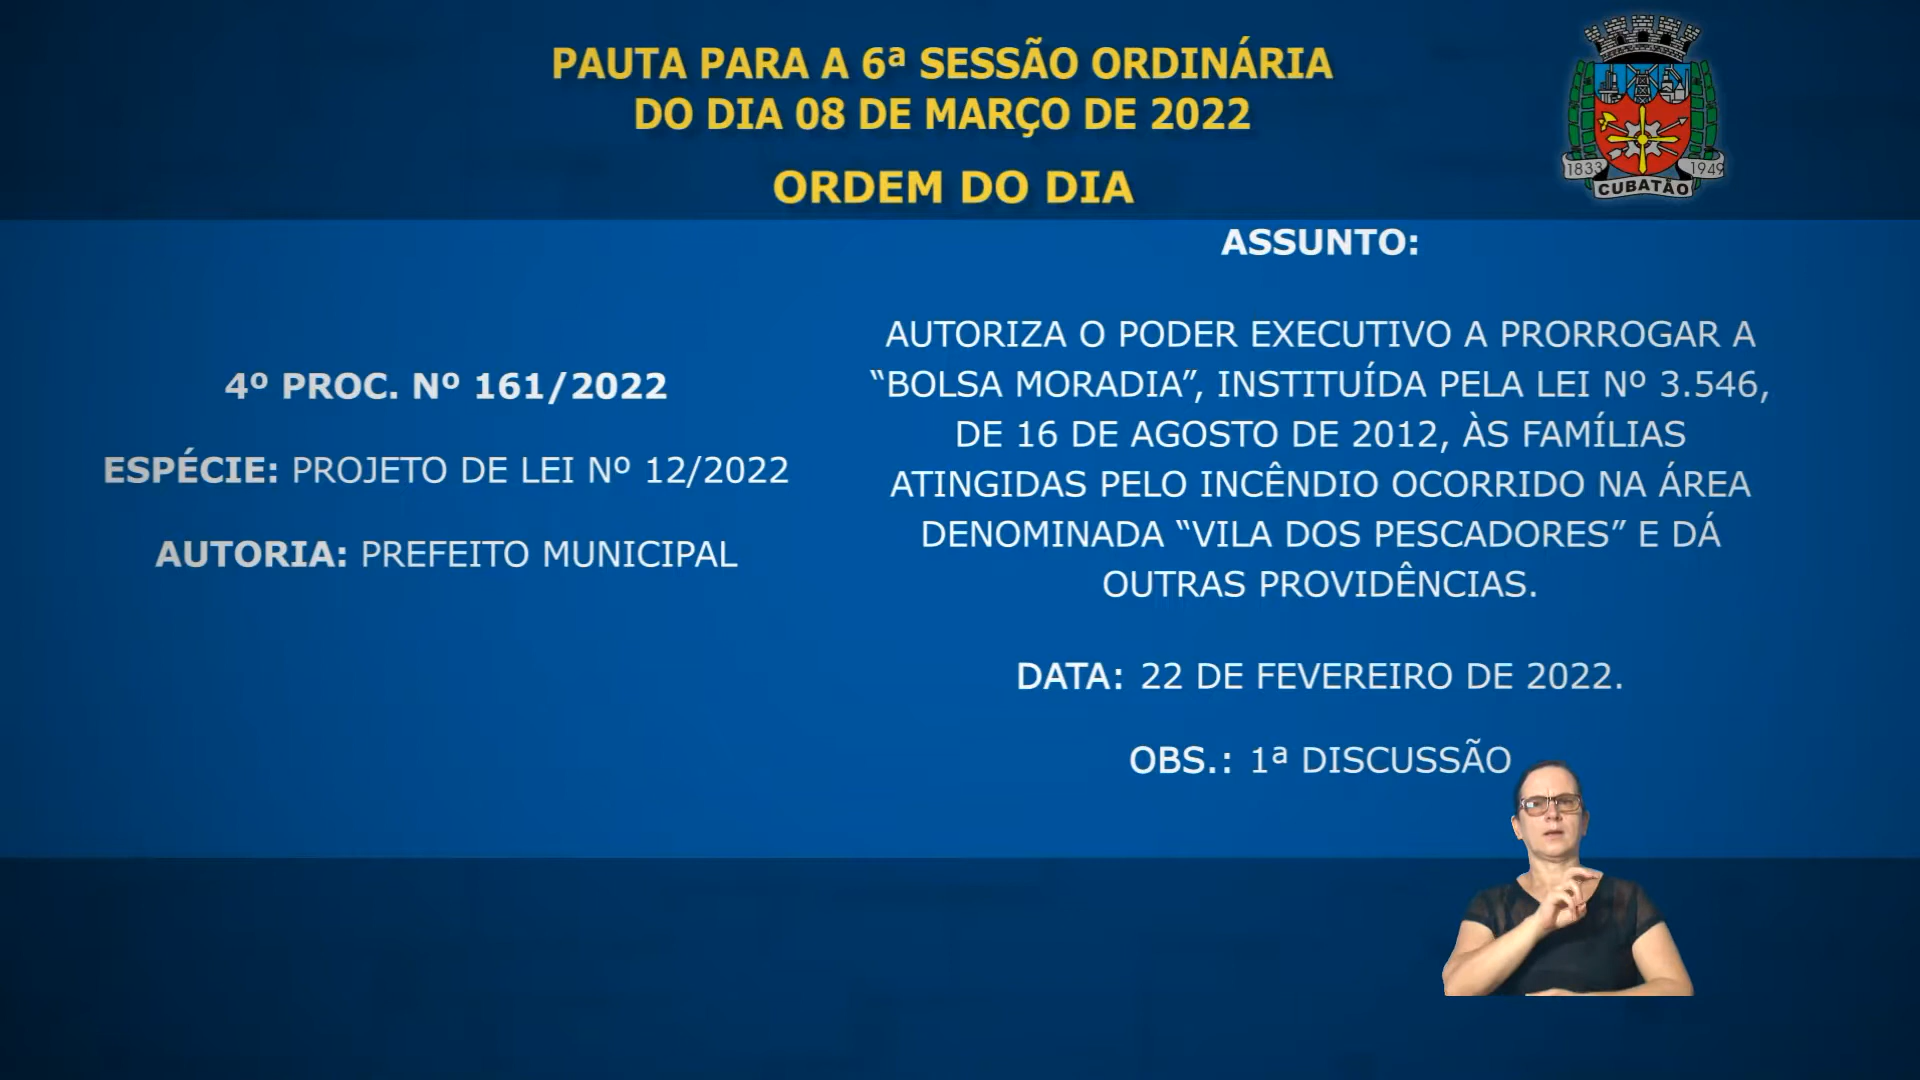 PAUTA PARA A 6ª SESSÃO ORDINÁRIA
DO DIA 08 DE MARÇO DE 2022
ORDEM DO DIA
1833
1949
CUBATÃO
4º PROC. Nº 161/2022
ESPÉCIE: PROJETO DE LEI Nº 12/2022
AUTORIA: PREFEITO MUNICIPAL
ASSUNTO:
AUTORIZA O PODER EXECUTIVO A PRORROGAR A
“BOLSA MORADIA”, INSTITUÍDA PELA LEI Nº 3.546,
DE 16 DE AGOSTO DE 2012, ÀS FAMÍLIAS
ATINGIDAS PELO INCÊNDIO OCORRIDO NA ÁREA
DENOMINADA “VILA DOS PESCADORES” E DÁ
OUTRAS PROVIDÊNCIAS.
DATA: 22 DE FEVEREIRO DE 2022.
OBS.: 1ª DISCUSSÃO